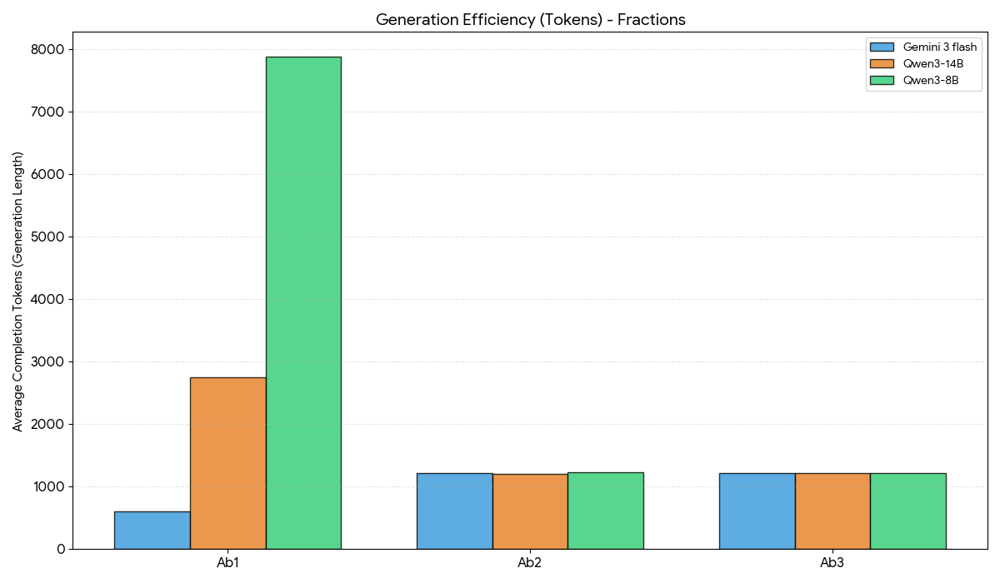 Generation Efficiency (Tokens) - Fractions
Gemini 3 flash
Qwen3-14B
Qwen3-8B
Average Completion Tokens (Generation Length)
8000
7000
6000
5000
4000
3000
2000
1000
0
Ab1
Ab2
Ab3